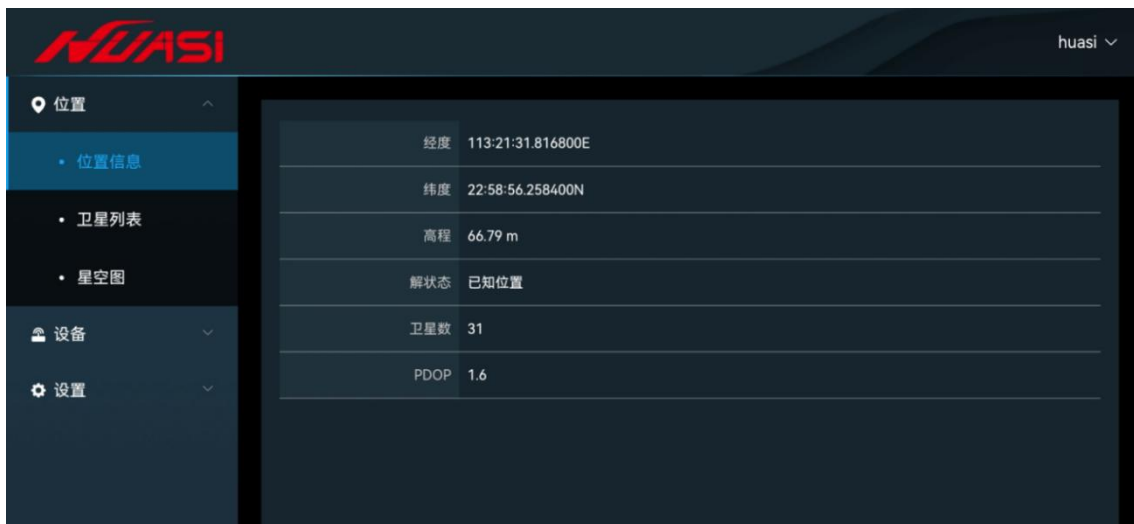 HUASI
huasi
位置
• 位置信息
• 卫星列表
• 星空图
设备
设置
经度 113:21:31.816800E
纬度 22:58:56.258400N
高程 66.79 m
解状态 已知位置
卫星数 31
PDOP 1.6